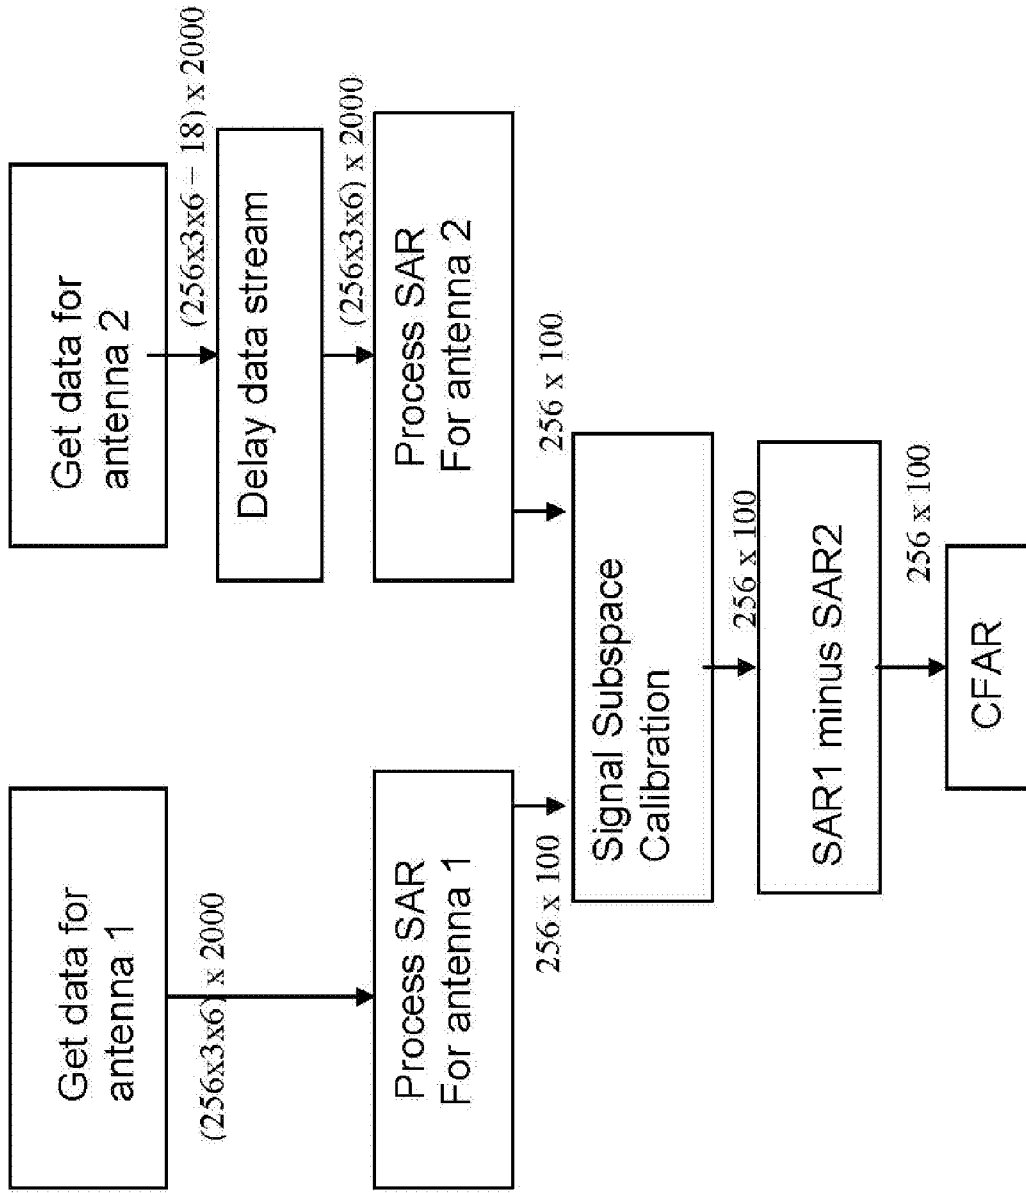 Get data for
antenna 1
(256x3x6) x 2000
Process SAR
For antenna 1
256 x 100
Get data for
antenna 2
(256x3x6 – 18) x 2000
Delay data stream
(256x3x6) x 2000
Process SAR
For antenna 2
256 x 100
Signal Subspace
Calibration
256 x 100
SAR1 minus SAR2
256 x 100
CFAR